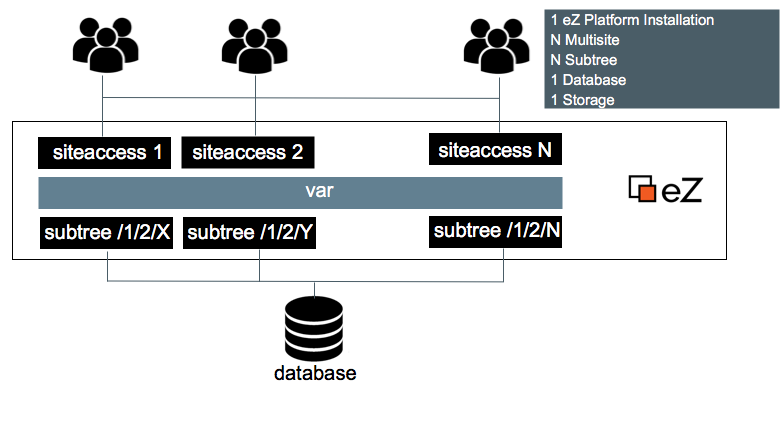 1 eZ Platform Installation
N Multisite
N Subtree
1 Database
1 Storage
siteaccess 1
siteaccess 2
siteaccess N
var
eZ
subtree /1/2/X
subtree /1/2/Y
subtree /1/2/N
database